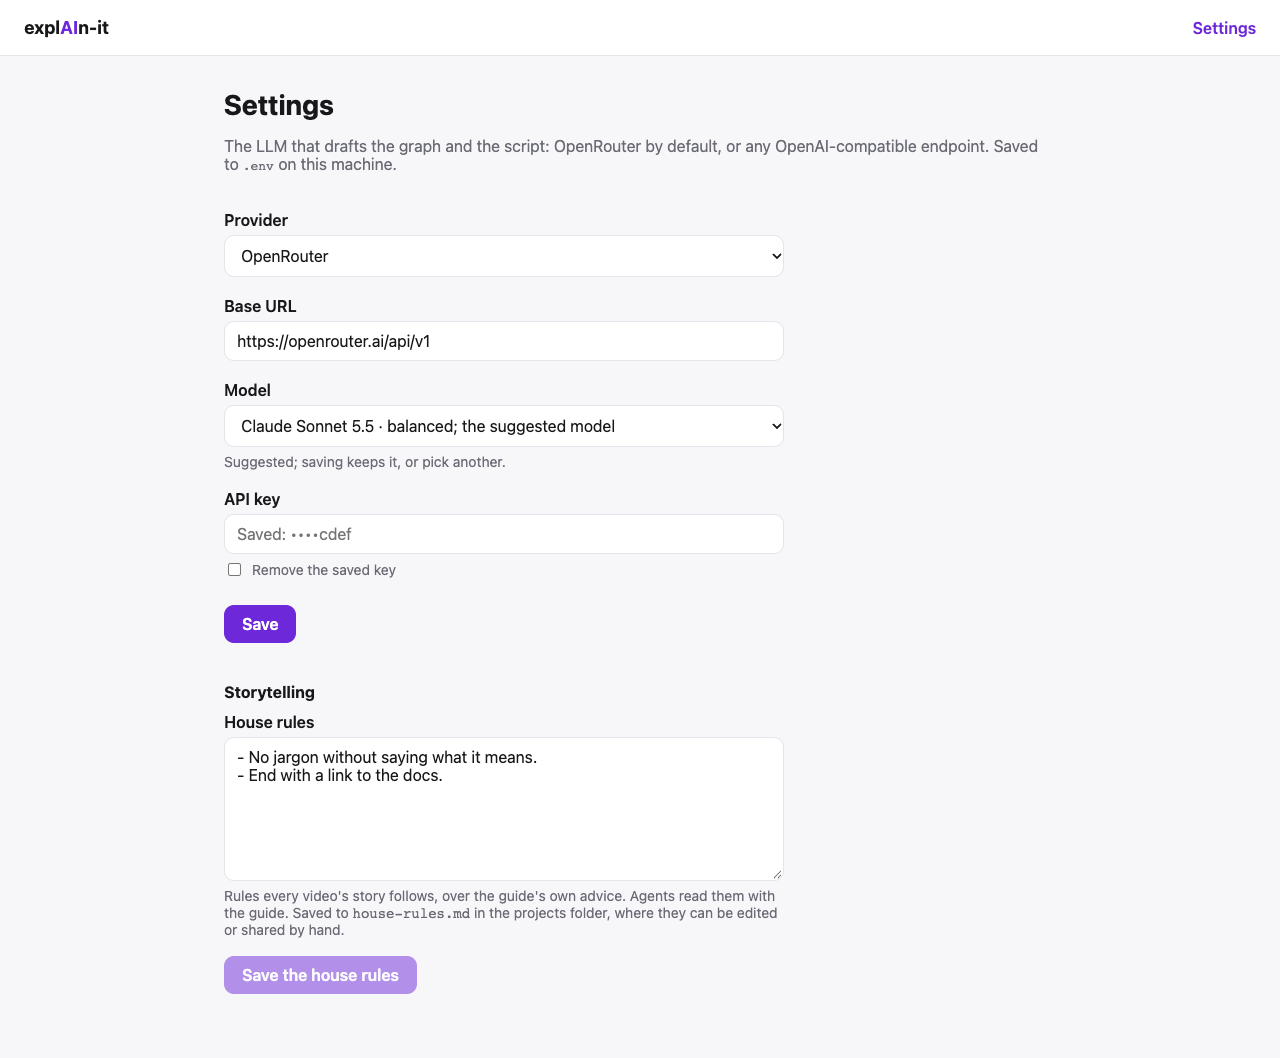 explAIn-it
Settings
Settings
The LLM that drafts the graph and the script: OpenRouter by default, or any OpenAI-compatible endpoint. Saved
to .env on this machine.
Provider
OpenRouter
Base URL
https://openrouter.ai/api/v1
Model
Claude Sonnet 5.5 · balanced; the suggested model
Suggested; saving keeps it, or pick another.
API key
Saved: ••••cdef
Remove the saved key
Save
Storytelling
House rules
- No jargon without saying what it means.
- End with a link to the docs.
Rules every video's story follows, over the guide's own advice. Agents read them with
the guide. Saved to house-rules.md in the projects folder, where they can be edited
or shared by hand.
Save the house rules